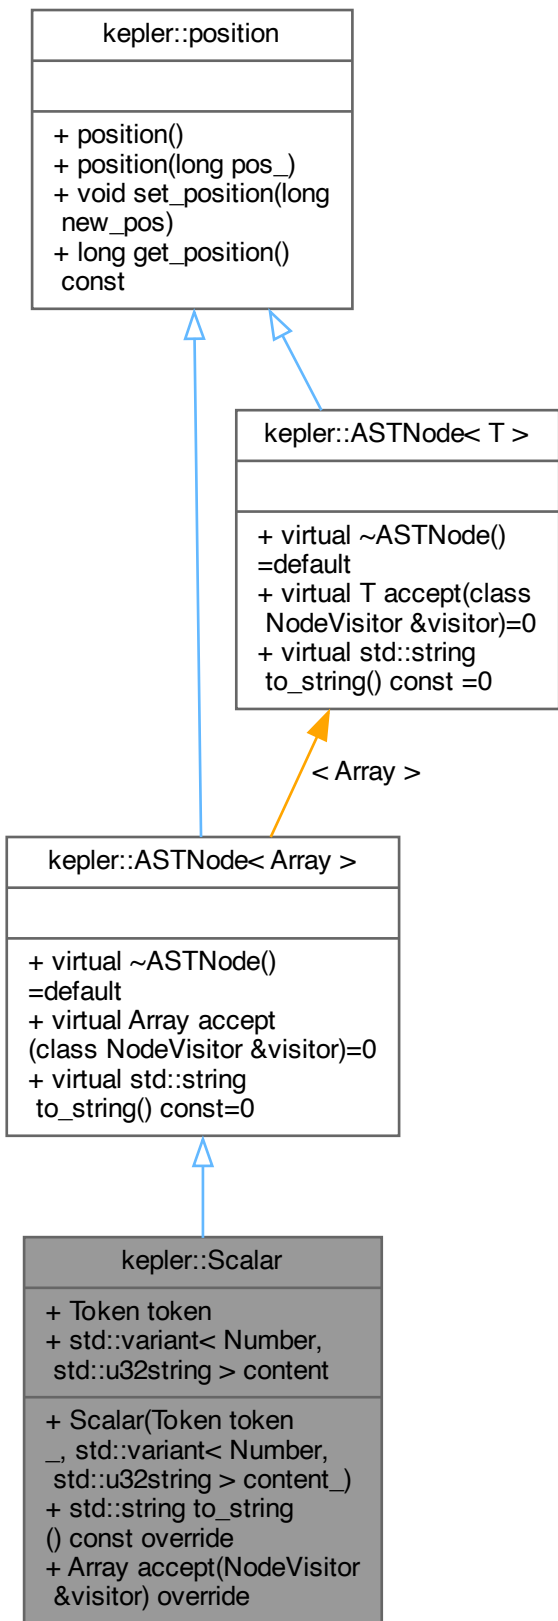 kepler::position
+ position()
+ position(long pos_)
+ void set_position(long
new_pos)
+ long get_position()
const
kepler::ASTNode< T >
+ virtual ~ASTNode()
=default
+ virtual T accept(class
NodeVisitor &visitor)=0
+ virtual std::string
to_string() const =0
< Array >
kepler::ASTNode< Array >
+ virtual ~ASTNode()
=default
+ virtual Array accept
(class NodeVisitor &visitor)=0
+ virtual std::string
to_string() const=0
kepler::Scalar
+ Token token
+ std::variant< Number,
std::u32string > content
+ Scalar(Token token
_, std::variant< Number,
std::u32string > content_)
+ std::string to_string
() const override
+ Array accept(NodeVisitor
&visitor) override